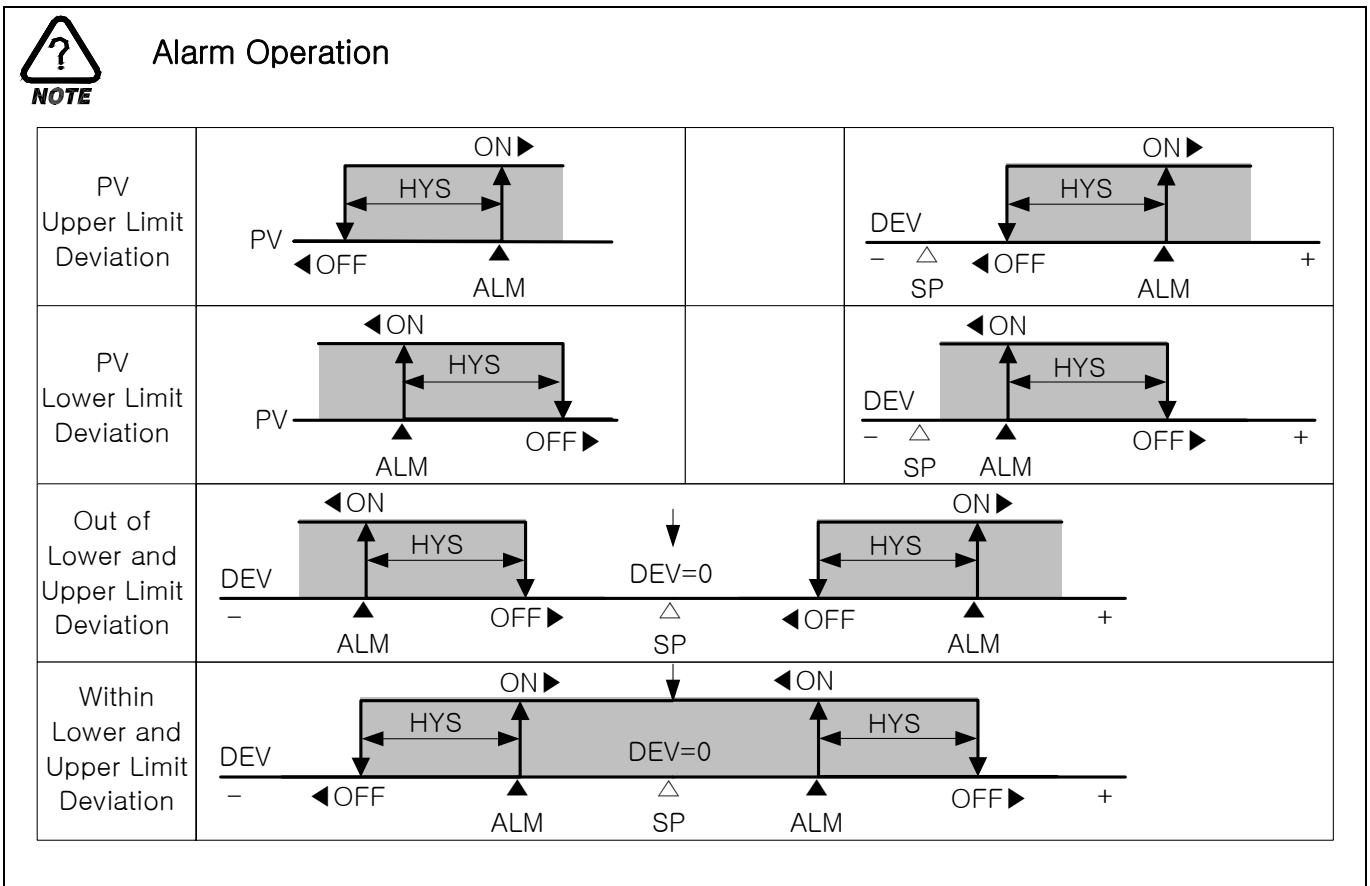 ?
NOTE
Alarm Operation
PV
Upper Limit
Deviation
ON▶
HYS
PV
◀OFF
ALM
ON▶
HYS
DEV
− △ ◀OFF +
SP ALM
PV
Lower Limit
Deviation
◀ON
HYS
PV
OFF▶
ALM
◀ON
HYS
DEV
− △ OFF▶ +
SP ALM
Out of
Lower and
Upper Limit
Deviation
◀ON ON▶
HYS HYS
DEV DEV=0
− OFF▶ △ ◀OFF +
ALM SP ALM
Within
Lower and
Upper Limit
Deviation
ON▶ ◀ON
HYS HYS
DEV DEV=0
− ◀OFF △ OFF▶ +
ALM SP ALM